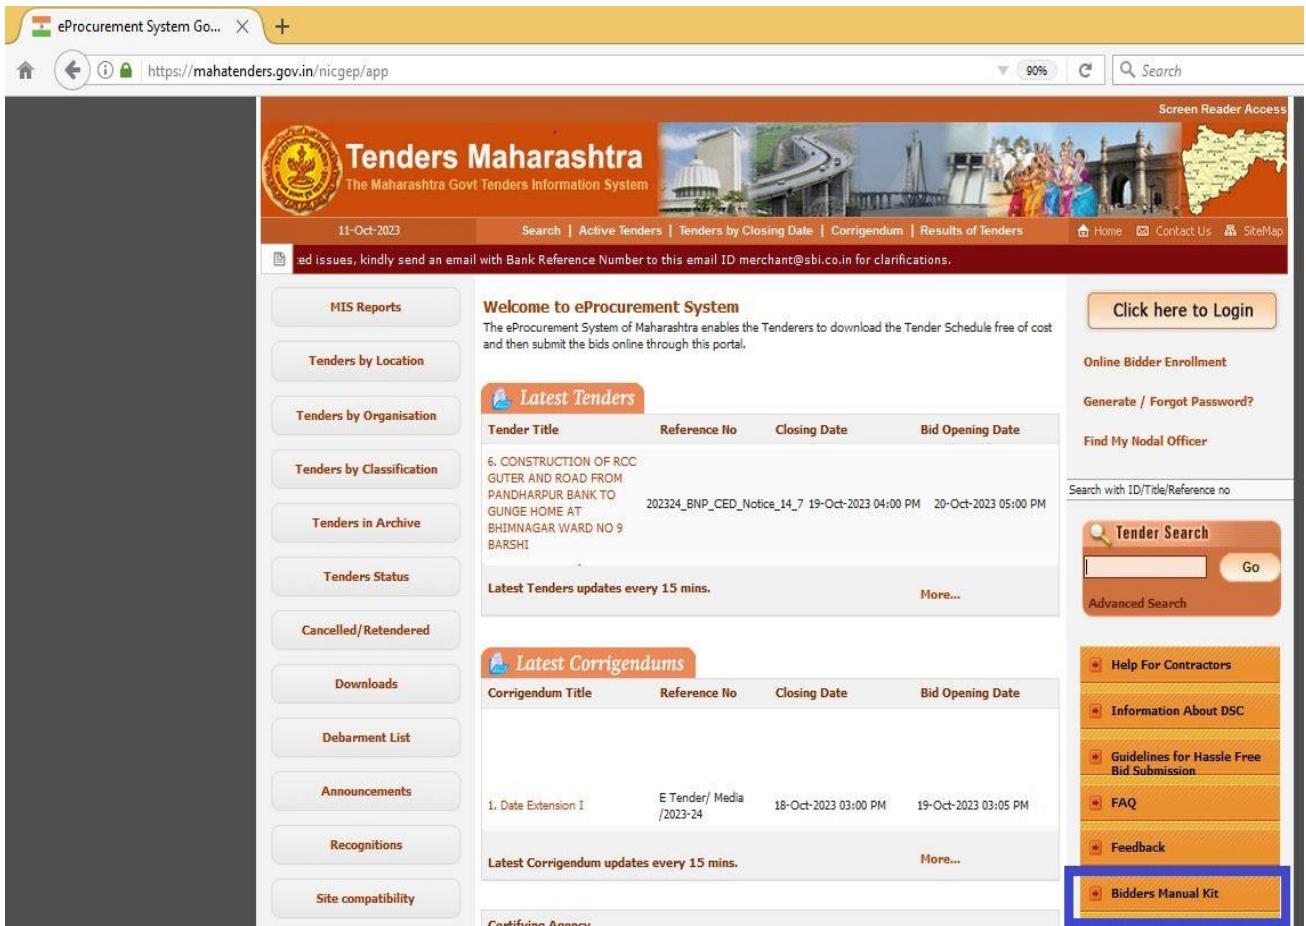 eProcurement System Go...
https://mahatenders.gov.in/nicgep/app
90%
Search
Screen Reader Access
Tenders Maharashtra
The Maharashtra Govt Tenders Information System
11-Oct-2023
Search | Active Tenders | Tenders by Closing Date | Corrigendum | Results of Tenders
Home Contact Us SiteMap
ed issues, kindly send an email with Bank Reference Number to this email ID merchant@sbi.co.in for clarifications.
MIS Reports
Tenders by Location
Tenders by Organisation
Tenders by Classification
Tenders in Archive
Tenders Status
Cancelled/Retendered
Downloads
Debarment List
Announcements
Recognitions
Site compatibility
Welcome to eProcurement System
The eProcurement System of Maharashtra enables the Tenderers to download the Tender Schedule free of cost
and then submit the bids online through this portal.
Latest Tenders
Tender Title Reference No Closing Date Bid Opening Date
6. CONSTRUCTION OF RCC
GUTER AND ROAD FROM
PANDHARPUR BANK TO
GUNGE HOME AT
BHIMNAGAR WARD NO 9
BARSHI
202324_BNP_CED_Notice_14_7 19-Oct-2023 04:00 PM 20-Oct-2023 05:00 PM
Latest Tenders updates every 15 mins.
More...
Latest Corrigendums
Corrigendum Title Reference No Closing Date Bid Opening Date
1. Date Extension I
E Tender/ Media
/2023-24
18-Oct-2023 03:00 PM 19-Oct-2023 03:05 PM
Latest Corrigendum updates every 15 mins.
More...
Certifying Agency
Click here to Login
Online Bidder Enrollment
Generate / Forgot Password?
Find My Nodal Officer
Search with ID/Title/Reference no
Tender Search
Go
Advanced Search
Help For Contractors
Information About DSC
Guidelines for Hassle Free
Bid Submission
FAQ
Feedback
Bidders Manual Kit